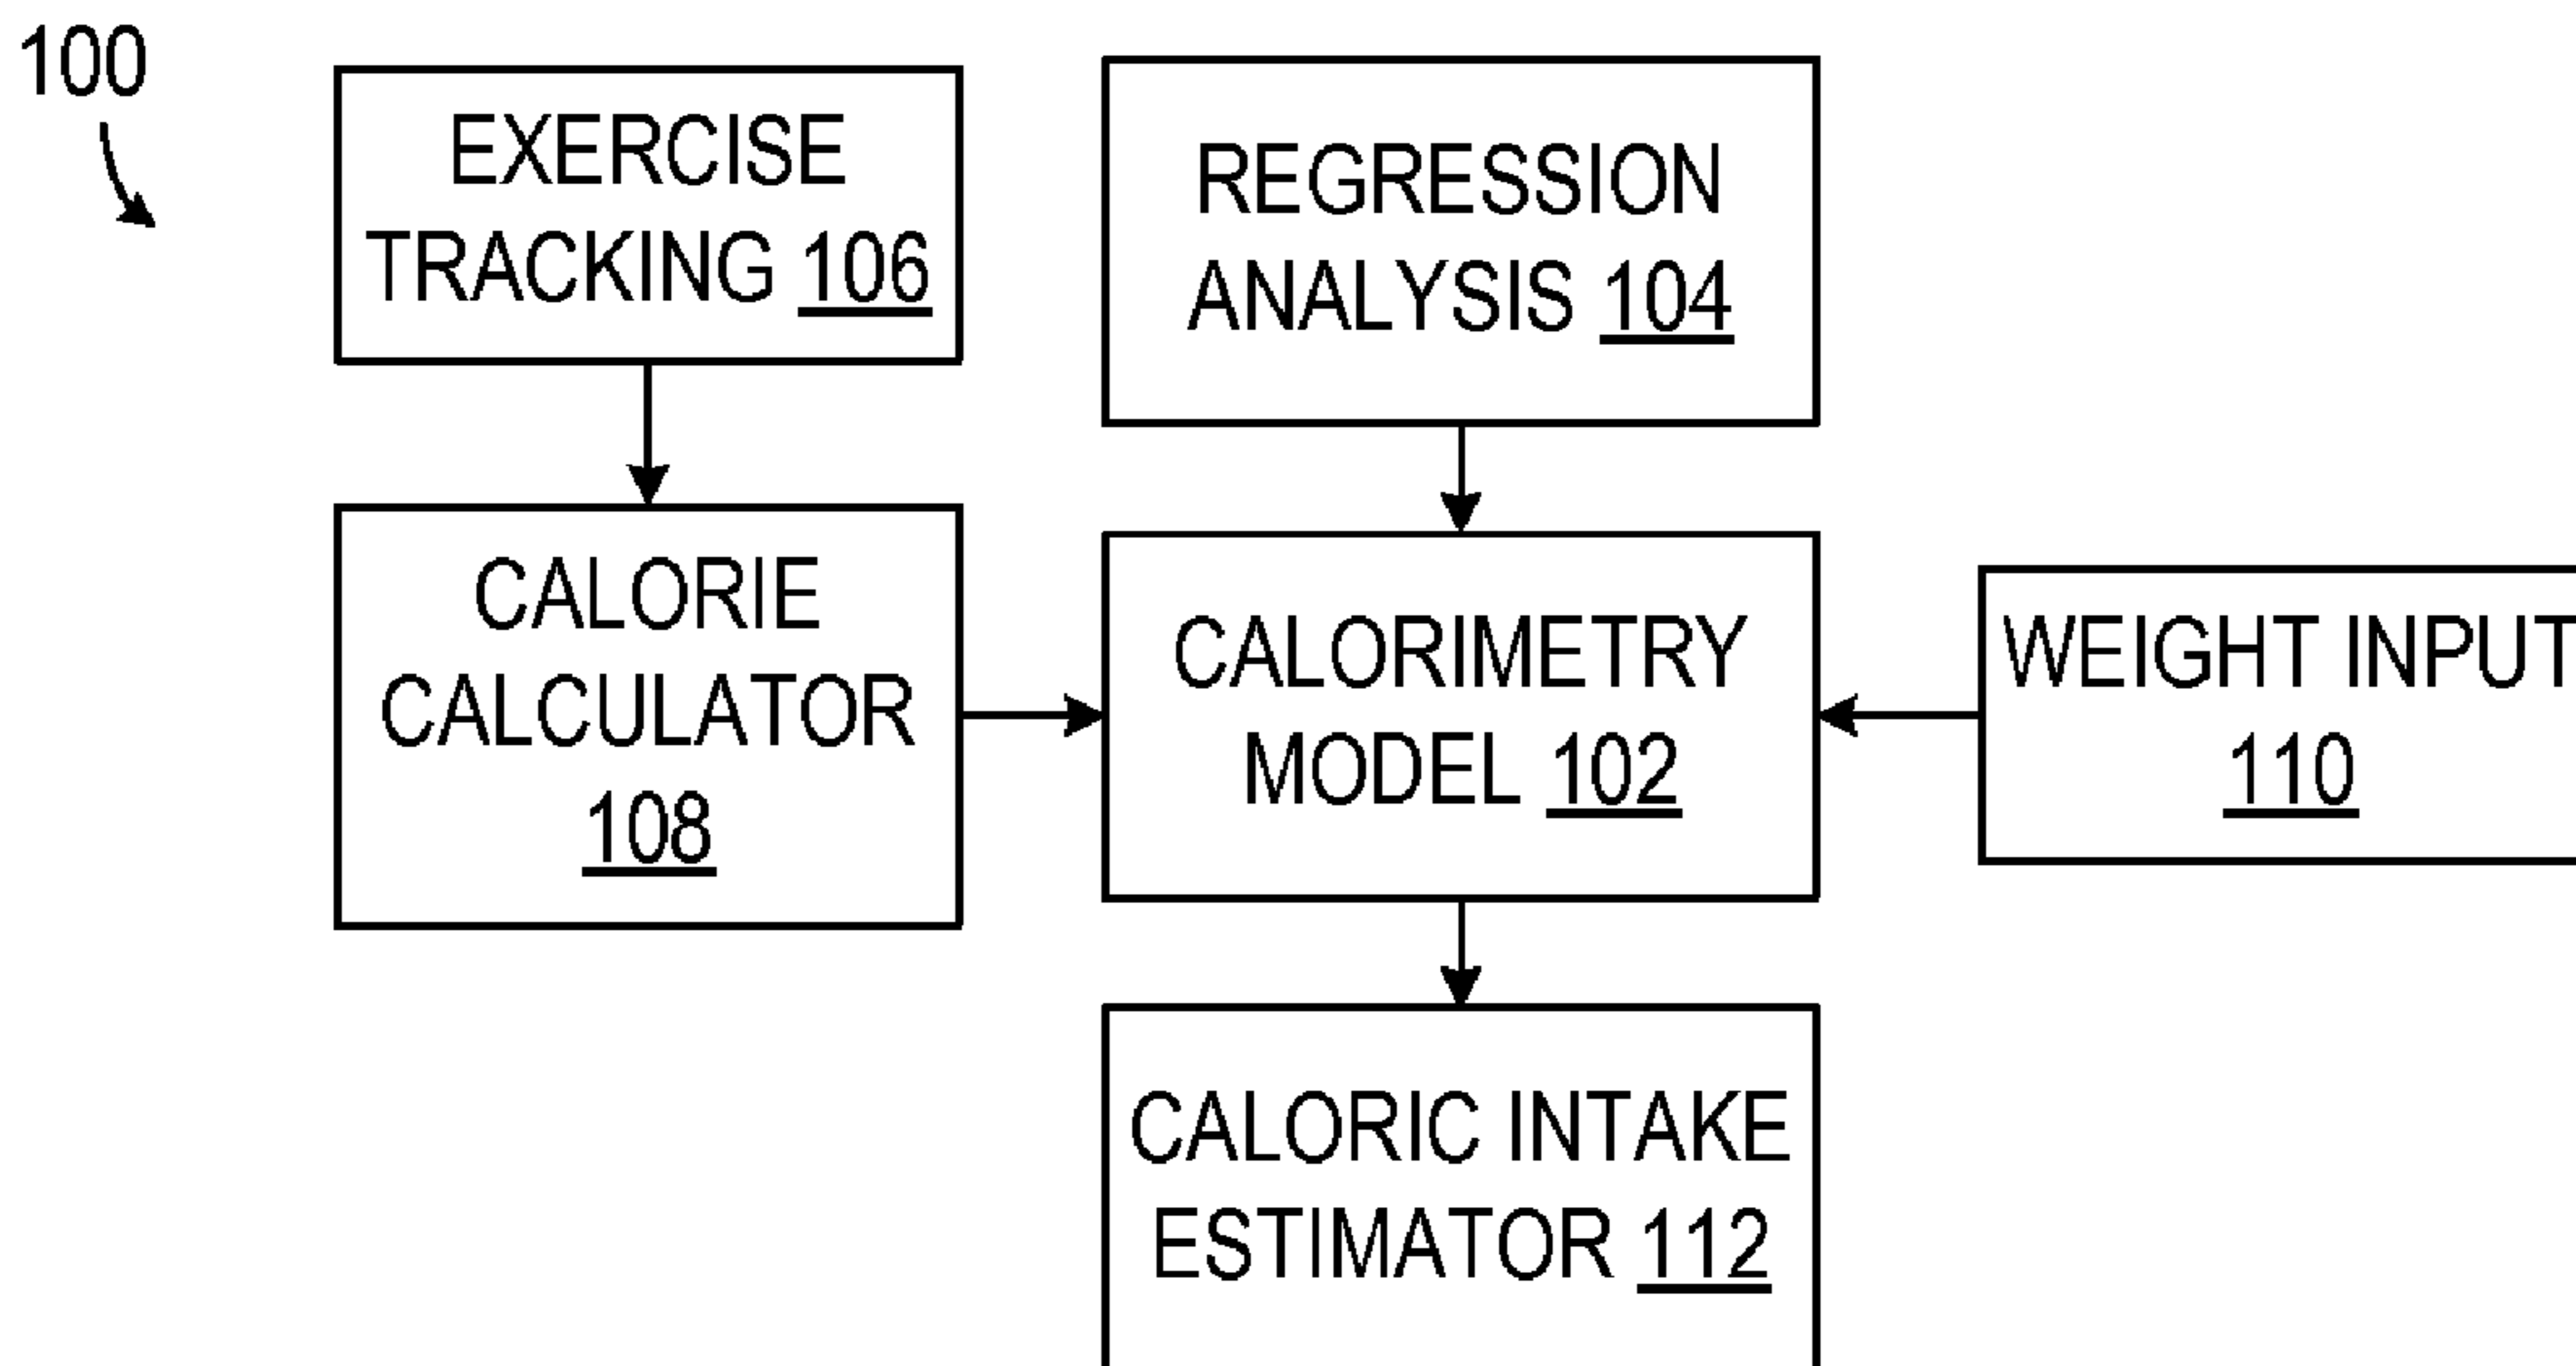 100
EXERCISE
TRACKING 106
REGRESSION
ANALYSIS 104
CALORIE
CALCULATOR
108
CALORIMETRY
MODEL 102
WEIGHT INPUT
110
CALORIC INTAKE
ESTIMATOR 112